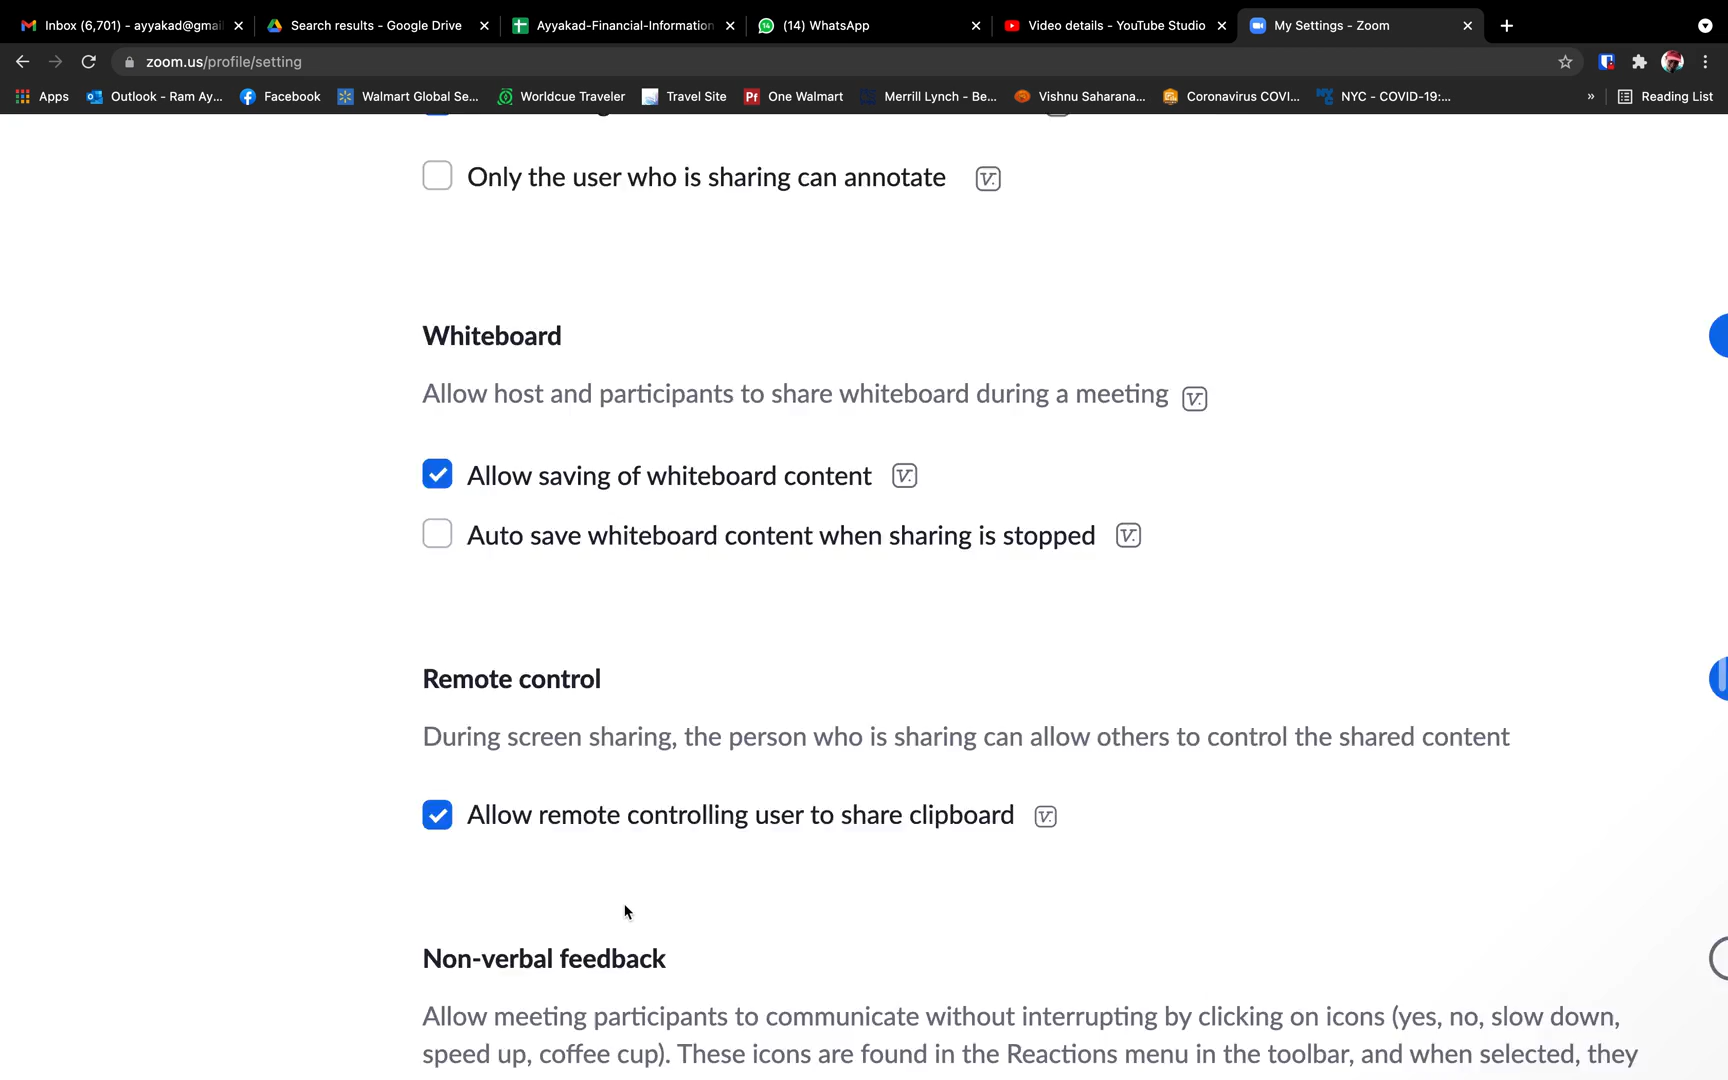 Inbox (6,701) - ayyakad@gmai
Search results - Google Drive
Ayyakad-Financial-Information
(14) WhatsApp
Video details - YouTube Studio
My Settings - Zoom
zoom.us/profile/setting
Apps
Outlook - Ram Ay...
Facebook
Walmart Global Se...
Worldcue Traveler
Travel Site
Pf One Walmart
Merrill Lynch - Be...
Vishnu Saharana...
Coronavirus COVI...
NYC - COVID-19:...
»
Reading List
Only the user who is sharing can annotate
Whiteboard
Allow host and participants to share whiteboard during a meeting
Allow saving of whiteboard content
Auto save whiteboard content when sharing is stopped
Remote control
During screen sharing, the person who is sharing can allow others to control the shared content
Allow remote controlling user to share clipboard
Non-verbal feedback
Allow meeting participants to communicate without interrupting by clicking on icons (yes, no, slow down,
speed up, coffee cup). These icons are found in the Reactions menu in the toolbar, and when selected, they